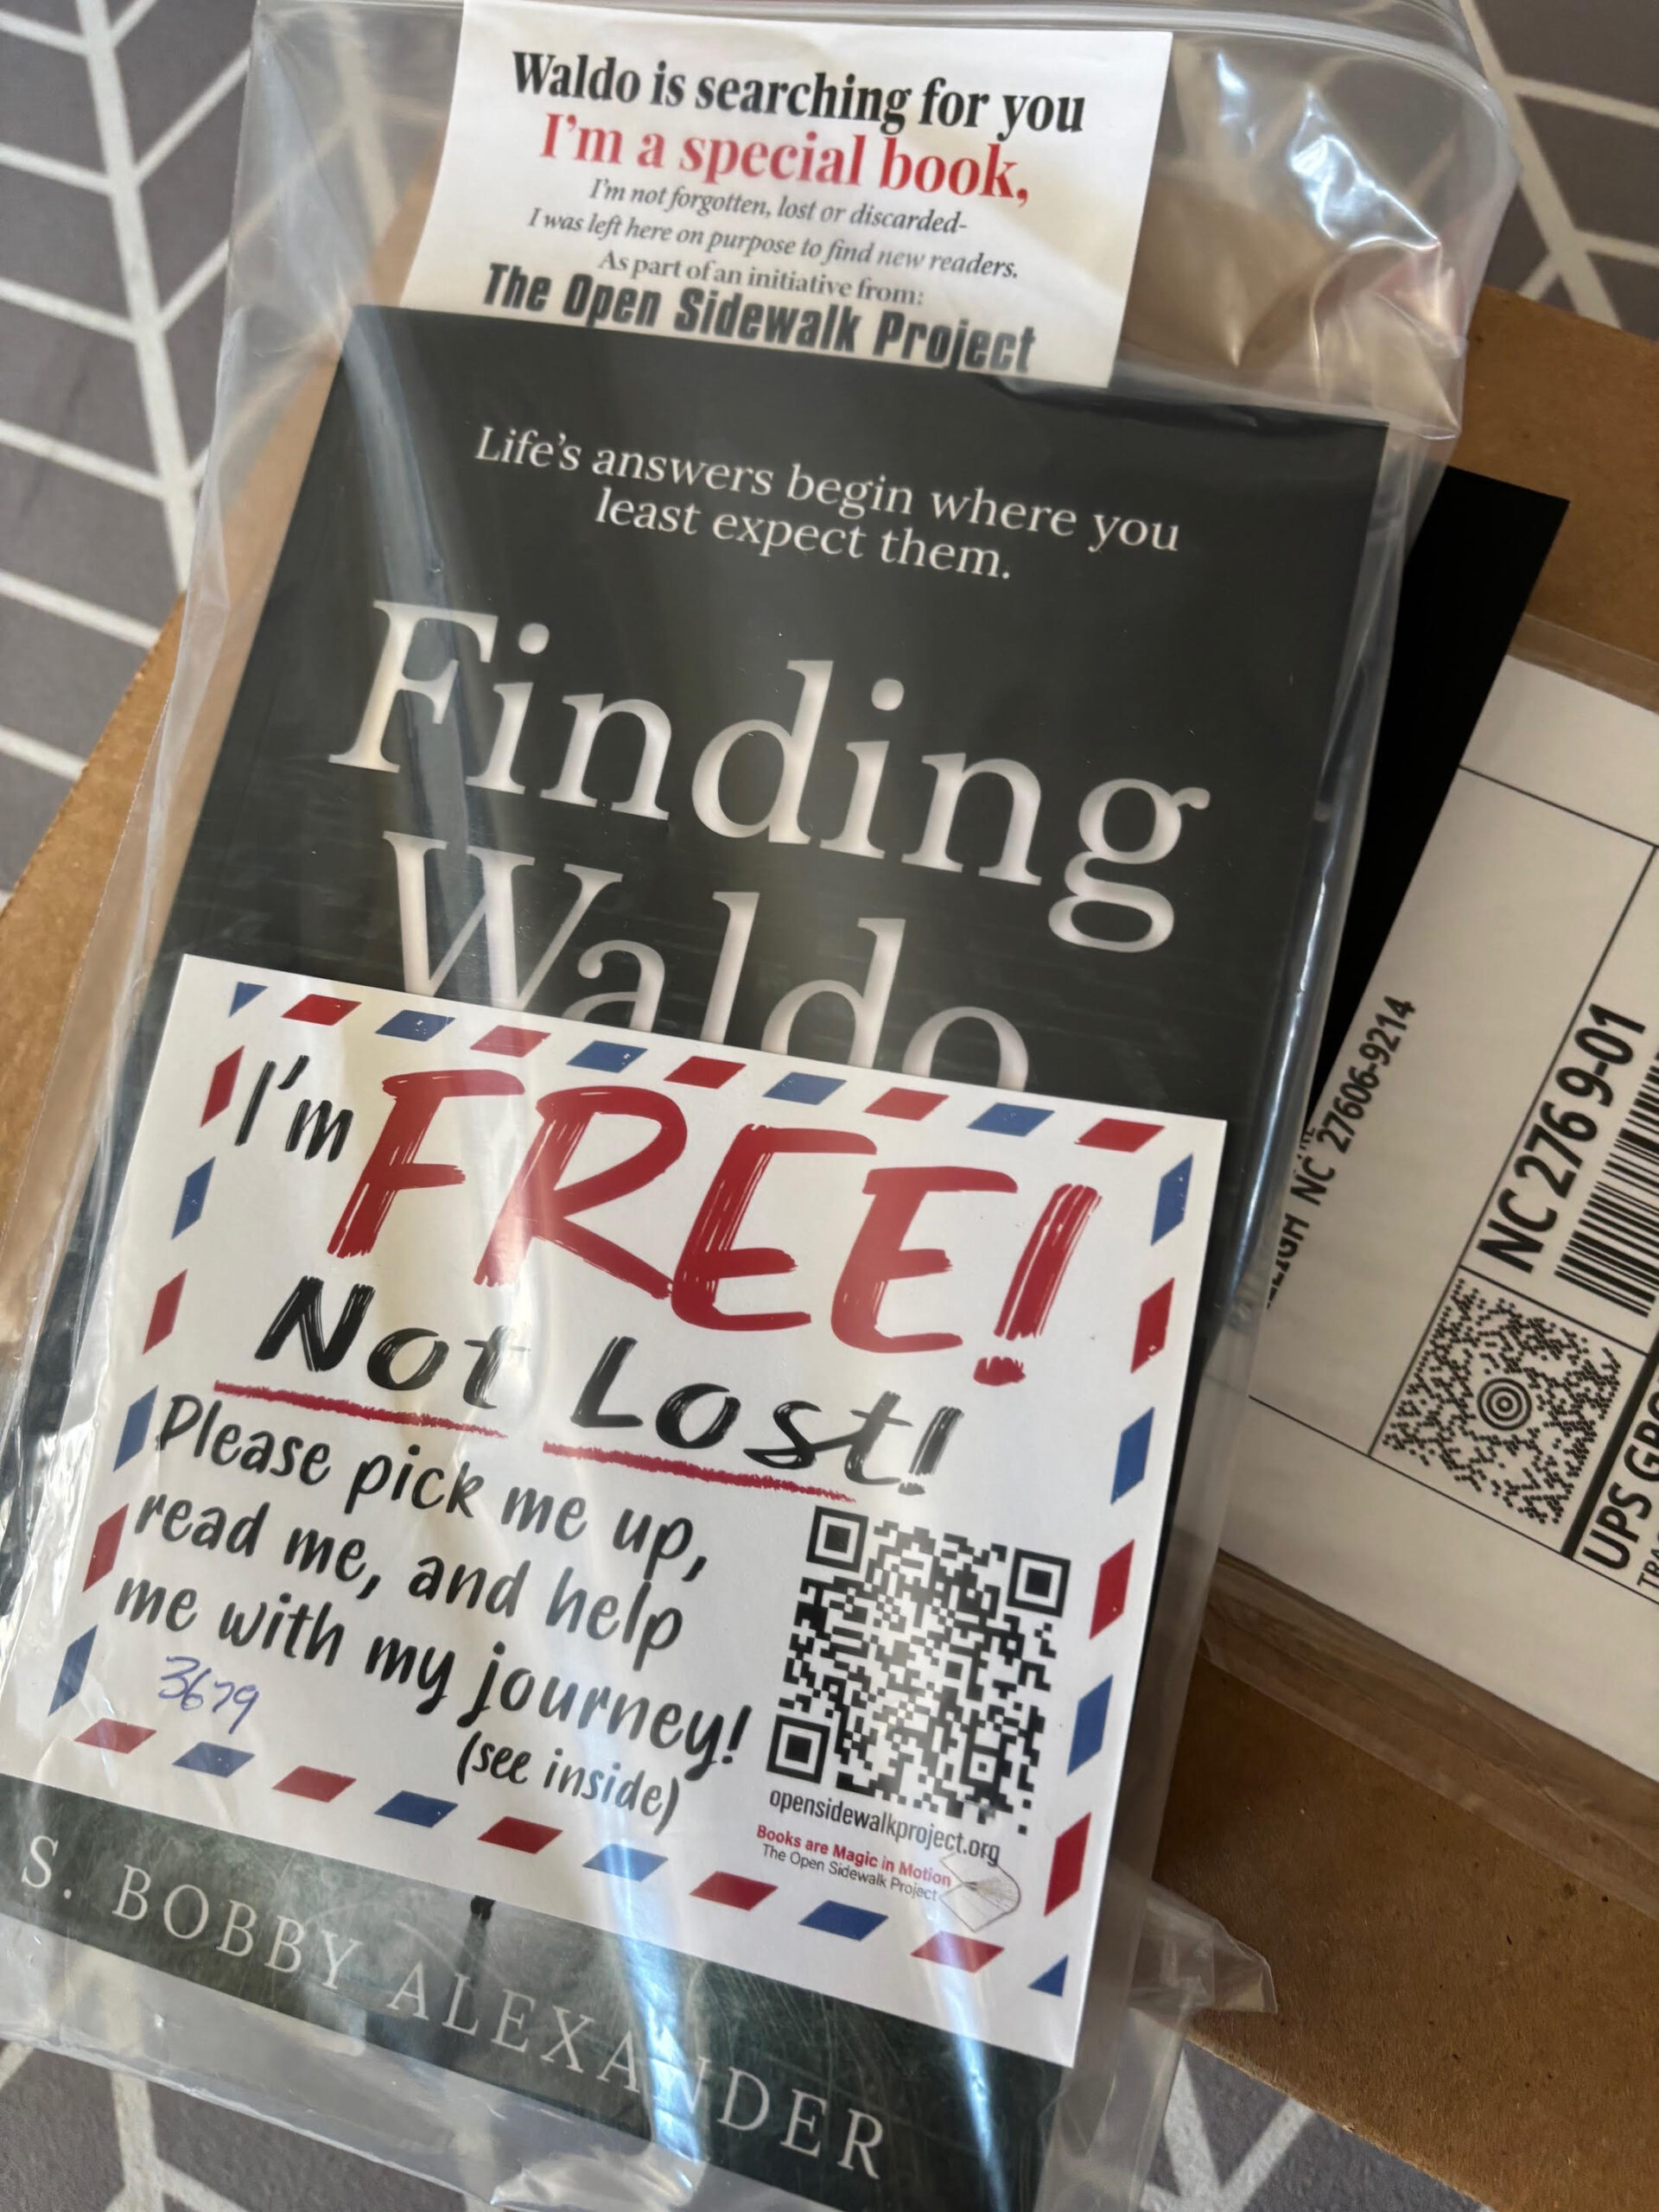 Waldo is searching for you
I'm a special book,
I'm not forgotten, lost or discarded-
I was left here on purpose to find new readers.
As part of an initiative from:
The Open Sidewalk Project
Life's answers begin where you
least expect them.
Finding
Waldo
I'm FREE!
Not Lost!
Please pick me up,
read me, and help
me with my journey!
(see inside)
3679
opensidewalkproject.org
Books are Magic in Motion
The Open Sidewalk Project
S. BOBBY ALEXANDER
NC 27606-9214
NC 276 9-01
UPS